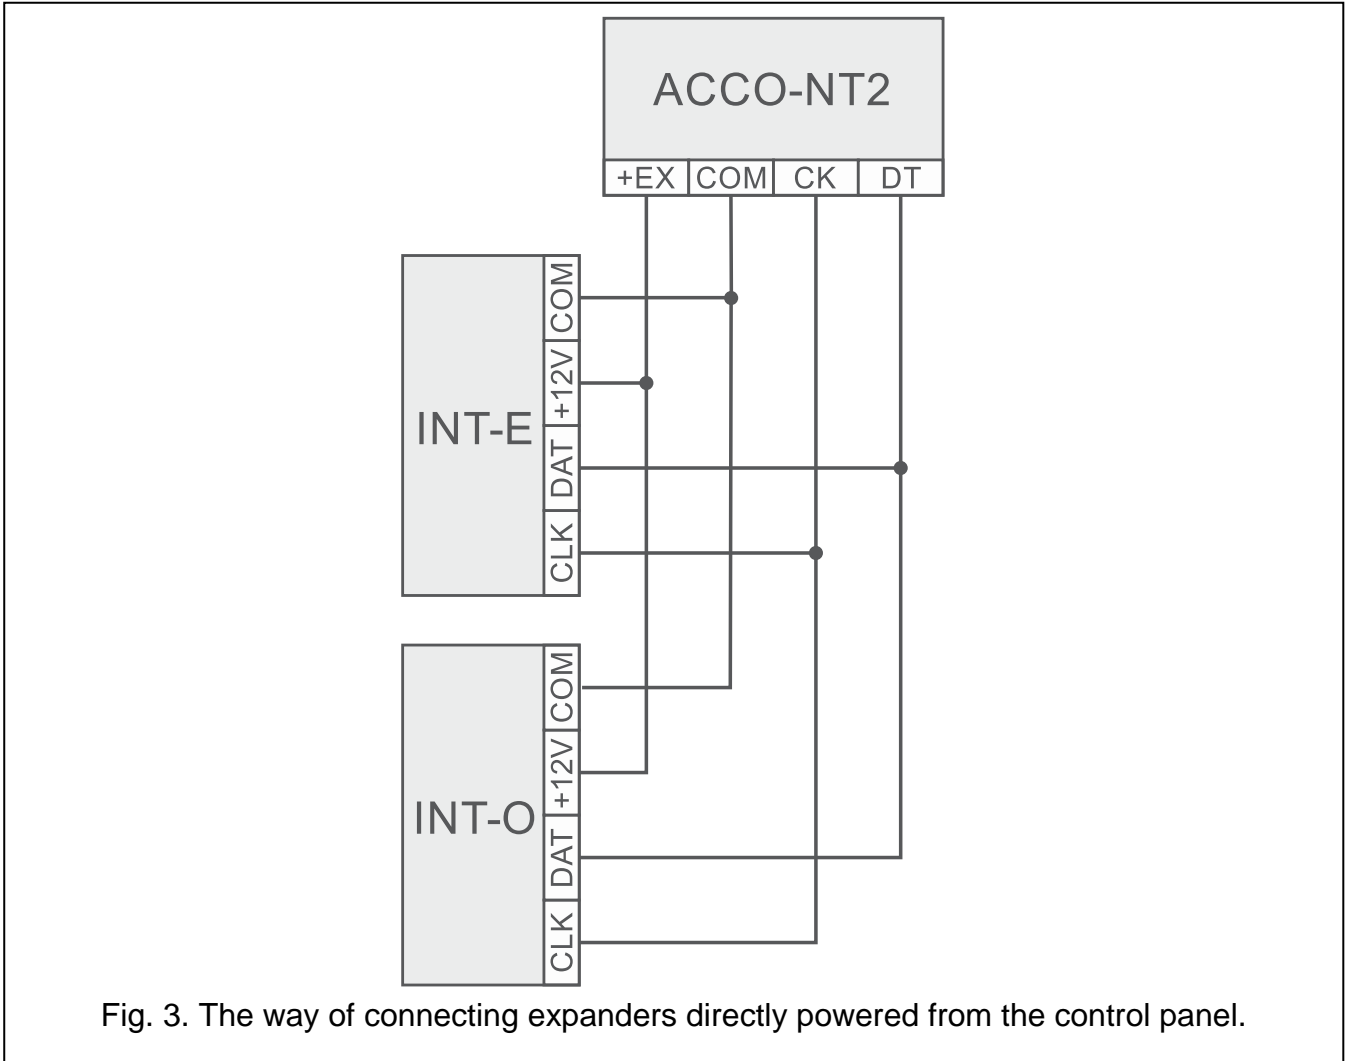 ACCO-NT2
+EX COM CK DT
INT-E
COM
+12V
DAT
CLK
INT-O
COM
+12V
DAT
CLK
Fig. 3. The way of connecting expanders directly powered from the control panel.